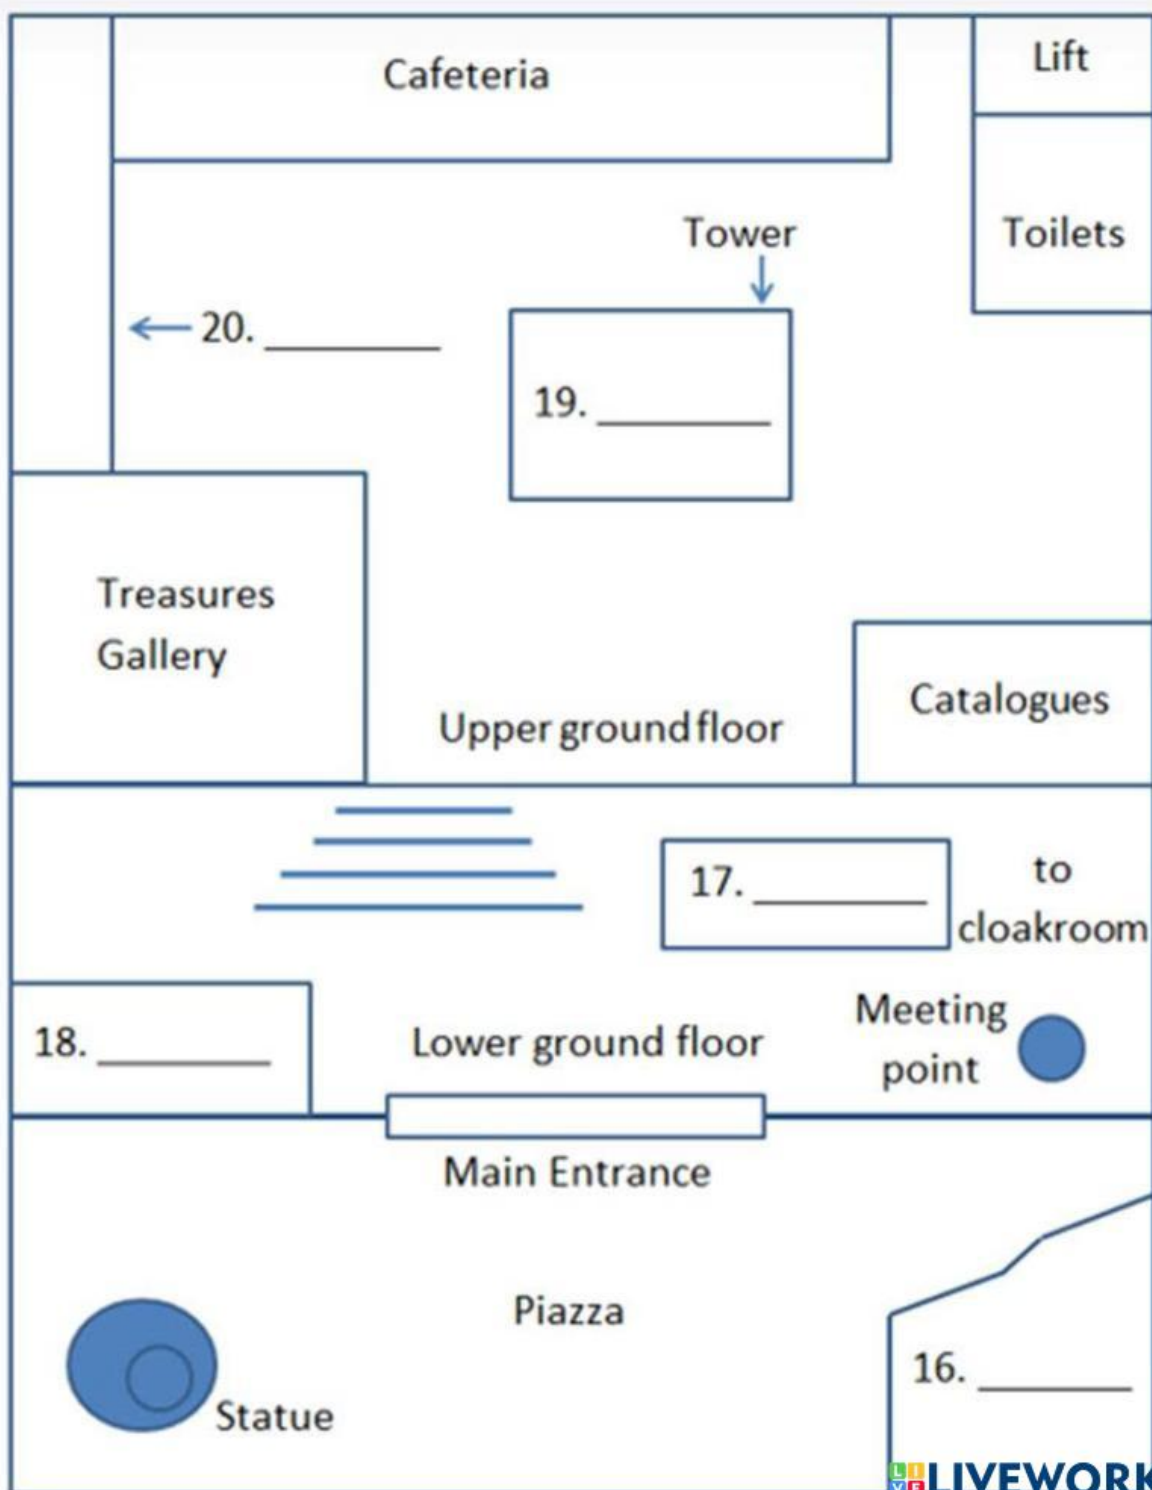 Cafeteria
Lift
Toilets
Tower
20. ________
19. ________
Treasures
Gallery
Upper ground floor
Catalogues
17. ________
to
cloakroom
18. ________
Lower ground floor
Meeting
point
Main Entrance
Piazza
Statue
16. ________